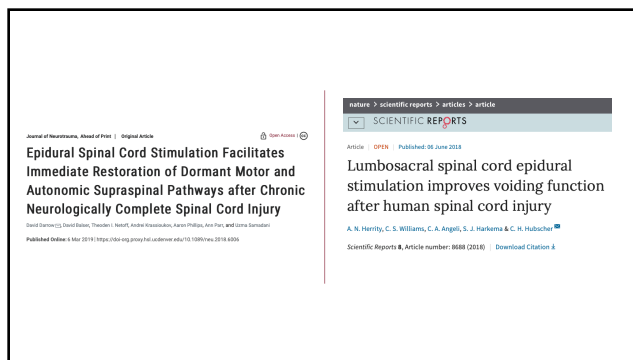 Journal of Neurotrauma, Ahead of Print | Original Article
Open Access | CC
Epidural Spinal Cord Stimulation Facilitates
Immediate Restoration of Dormant Motor and
Autonomic Supraspinal Pathways after Chronic
Neurologically Complete Spinal Cord Injury
David Darrow, David Balser, Theoden I. Netoff, Andrei Krassioukov, Aaron Phillips, Ann Parr, and Uzma Samadani
Published Online: 6 Mar 2019 | https://doi-org.proxy.hsl.ucdenver.edu/10.1089/neu.2018.6006
nature > scientific reports > articles > article
SCIENTIFIC REPORTS
Article | OPEN | Published: 06 June 2018
Lumbosacral spinal cord epidural
stimulation improves voiding function
after human spinal cord injury
A. N. Herrity, C. S. Williams, C. A. Angeli, S. J. Harkema & C. H. Hubscher
Scientific Reports 8, Article number: 8688 (2018) | Download Citation